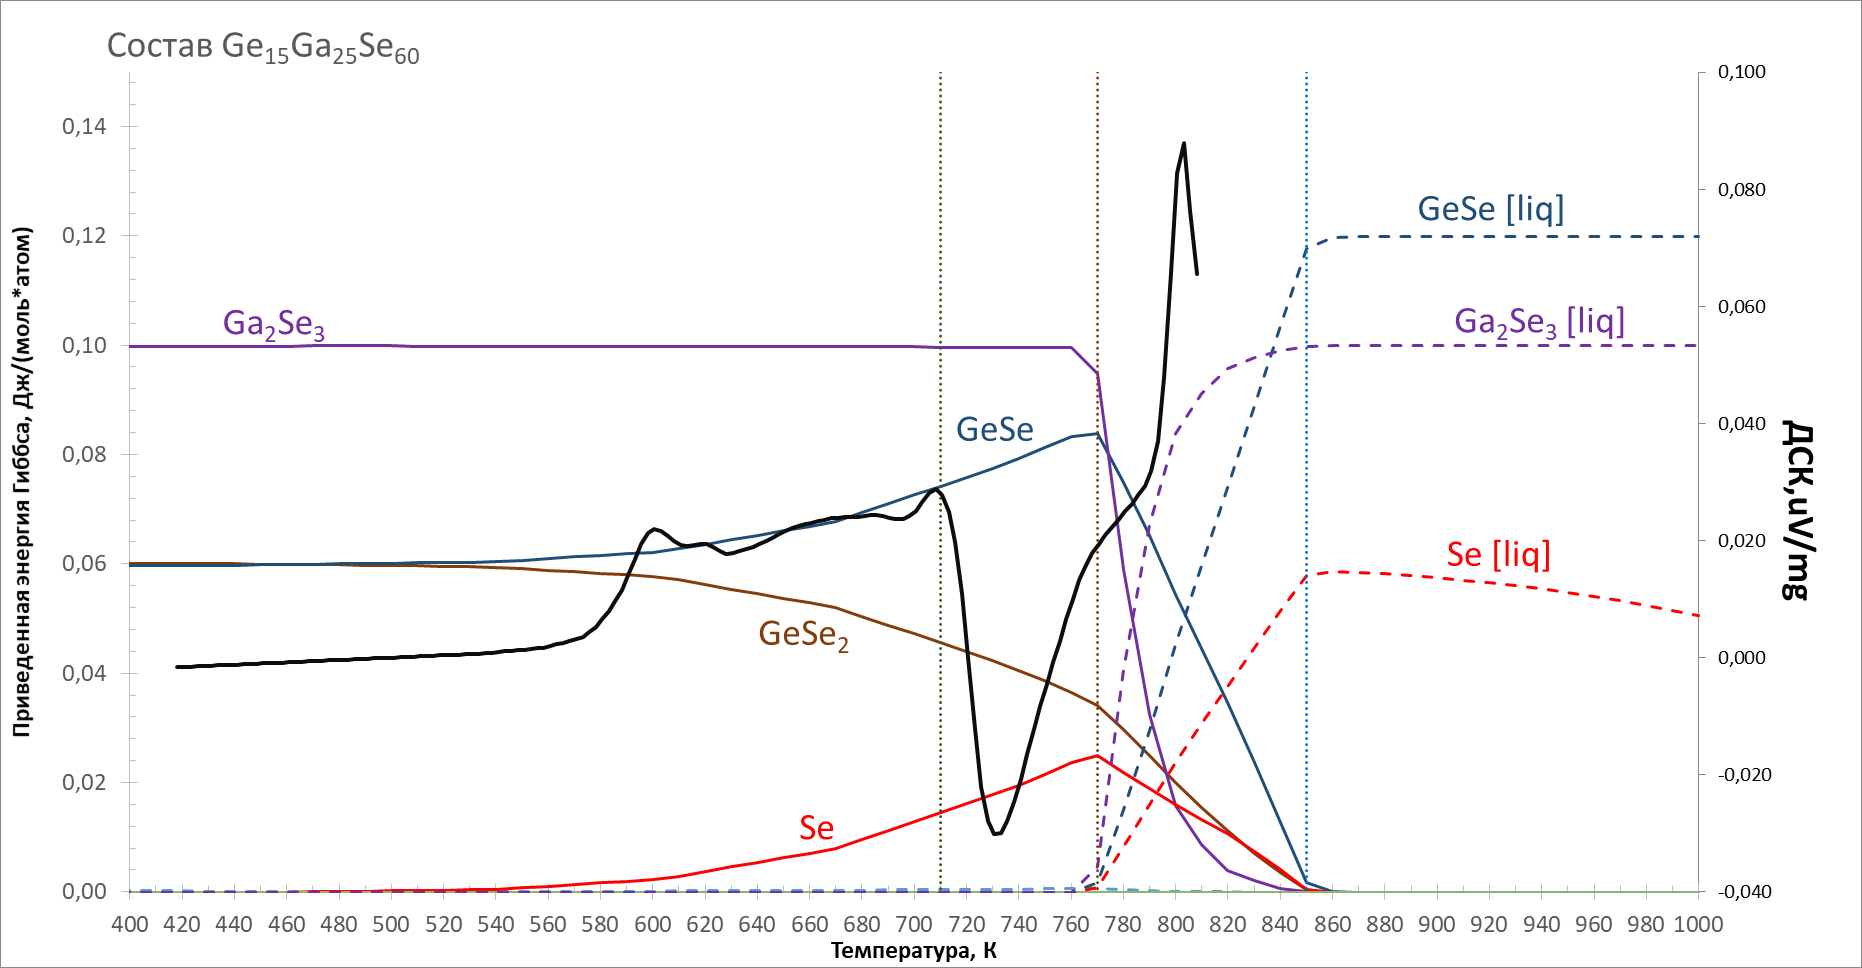 Состав Ge₁₅Ga₂₅Se₆₀
Приведенная энергия Гиббса, Дж/(моль*атом)
0,14
0,12
0,10
0,08
0,06
0,04
0,02
0,00
Ga₂Se₃
GeSe
GeSe₂
Se
GeSe [liq]
Ga₂Se₃ [liq]
Se [liq]
0,100
0,080
0,060
0,040
0,020
0,000
-0,020
-0,040
ДСК,uV/mg
400 420 440 460 480 500 520 540 560 580 600 620 640 660 680 700 720 740 760 780 800 820 840 860 880 900 920 940 960 980 1000
Температура, К